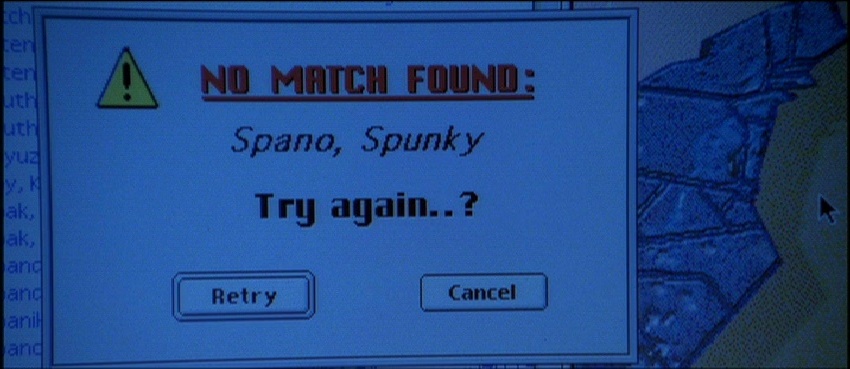 NO MATCH FOUND:
Spano, Spunky
Try again..?
Retry
Cancel